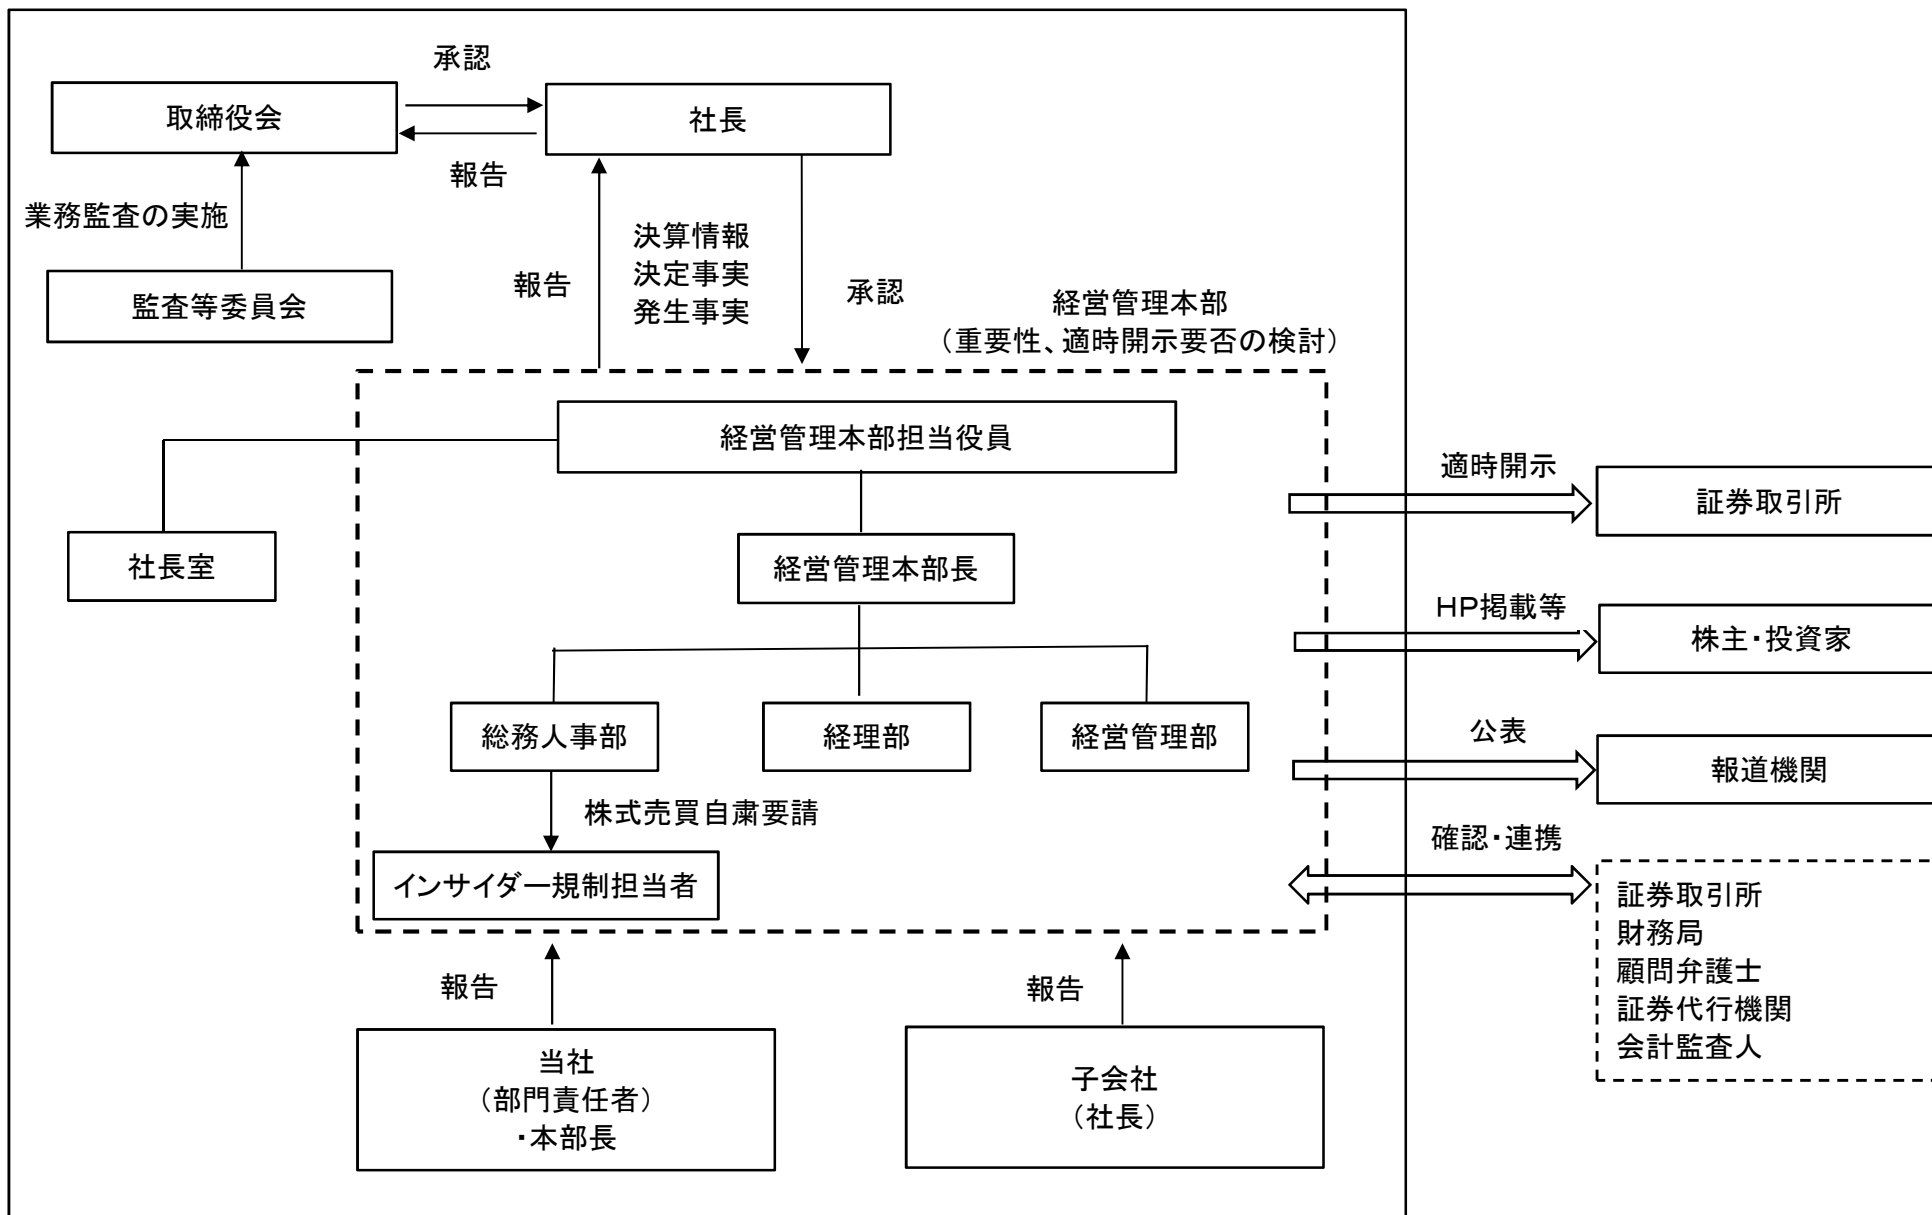 承認
取締役会
社長
報告
業務監査の実施
監査等委員会
報告
決算情報
決定事実
発生事実
承認
経営管理本部
（重要性、適時開示要否の検討）
経営管理本部担当役員
社長室
経営管理本部長
総務人事部
経理部
経営管理部
株式売買自粛要請
インサイダー規制担当者
報告
報告
当社
（部門責任者）
・本部長
子会社
（社長）
適時開示
証券取引所
HP掲載等
株主・投資家
公表
報道機関
確認・連携
証券取引所
財務局
顧問弁護士
証券代行機関
会計監査人